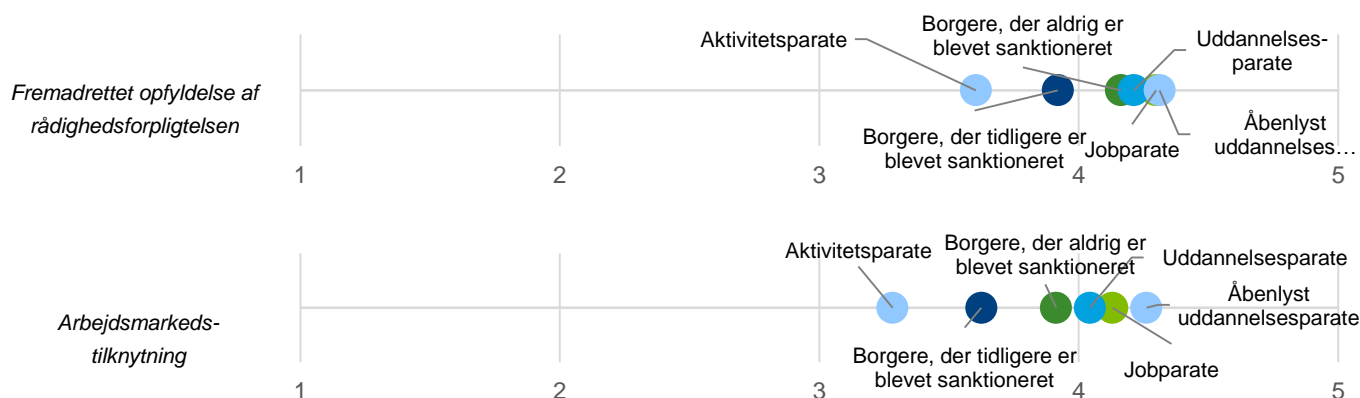 Fremadrettet opfyldelse af
rådighedsforpligtelsen
Aktivitetsparate
Borgere, der aldrig er
blevet sanktioneret
Uddannelses-
parate
Borgere, der tidligere er
blevet sanktioneret
Jobparate
Åbenlyst
uddannelses…
1 2 3 4 5
Arbejdsmarkeds-
tilknytning
Aktivitetsparate
Borgere, der aldrig er
blevet sanktioneret
Uddannelsesparate
Åbenlyst
uddannelsesparate
Borgere, der tidligere er
blevet sanktioneret
Jobparate
1 2 3 4 5